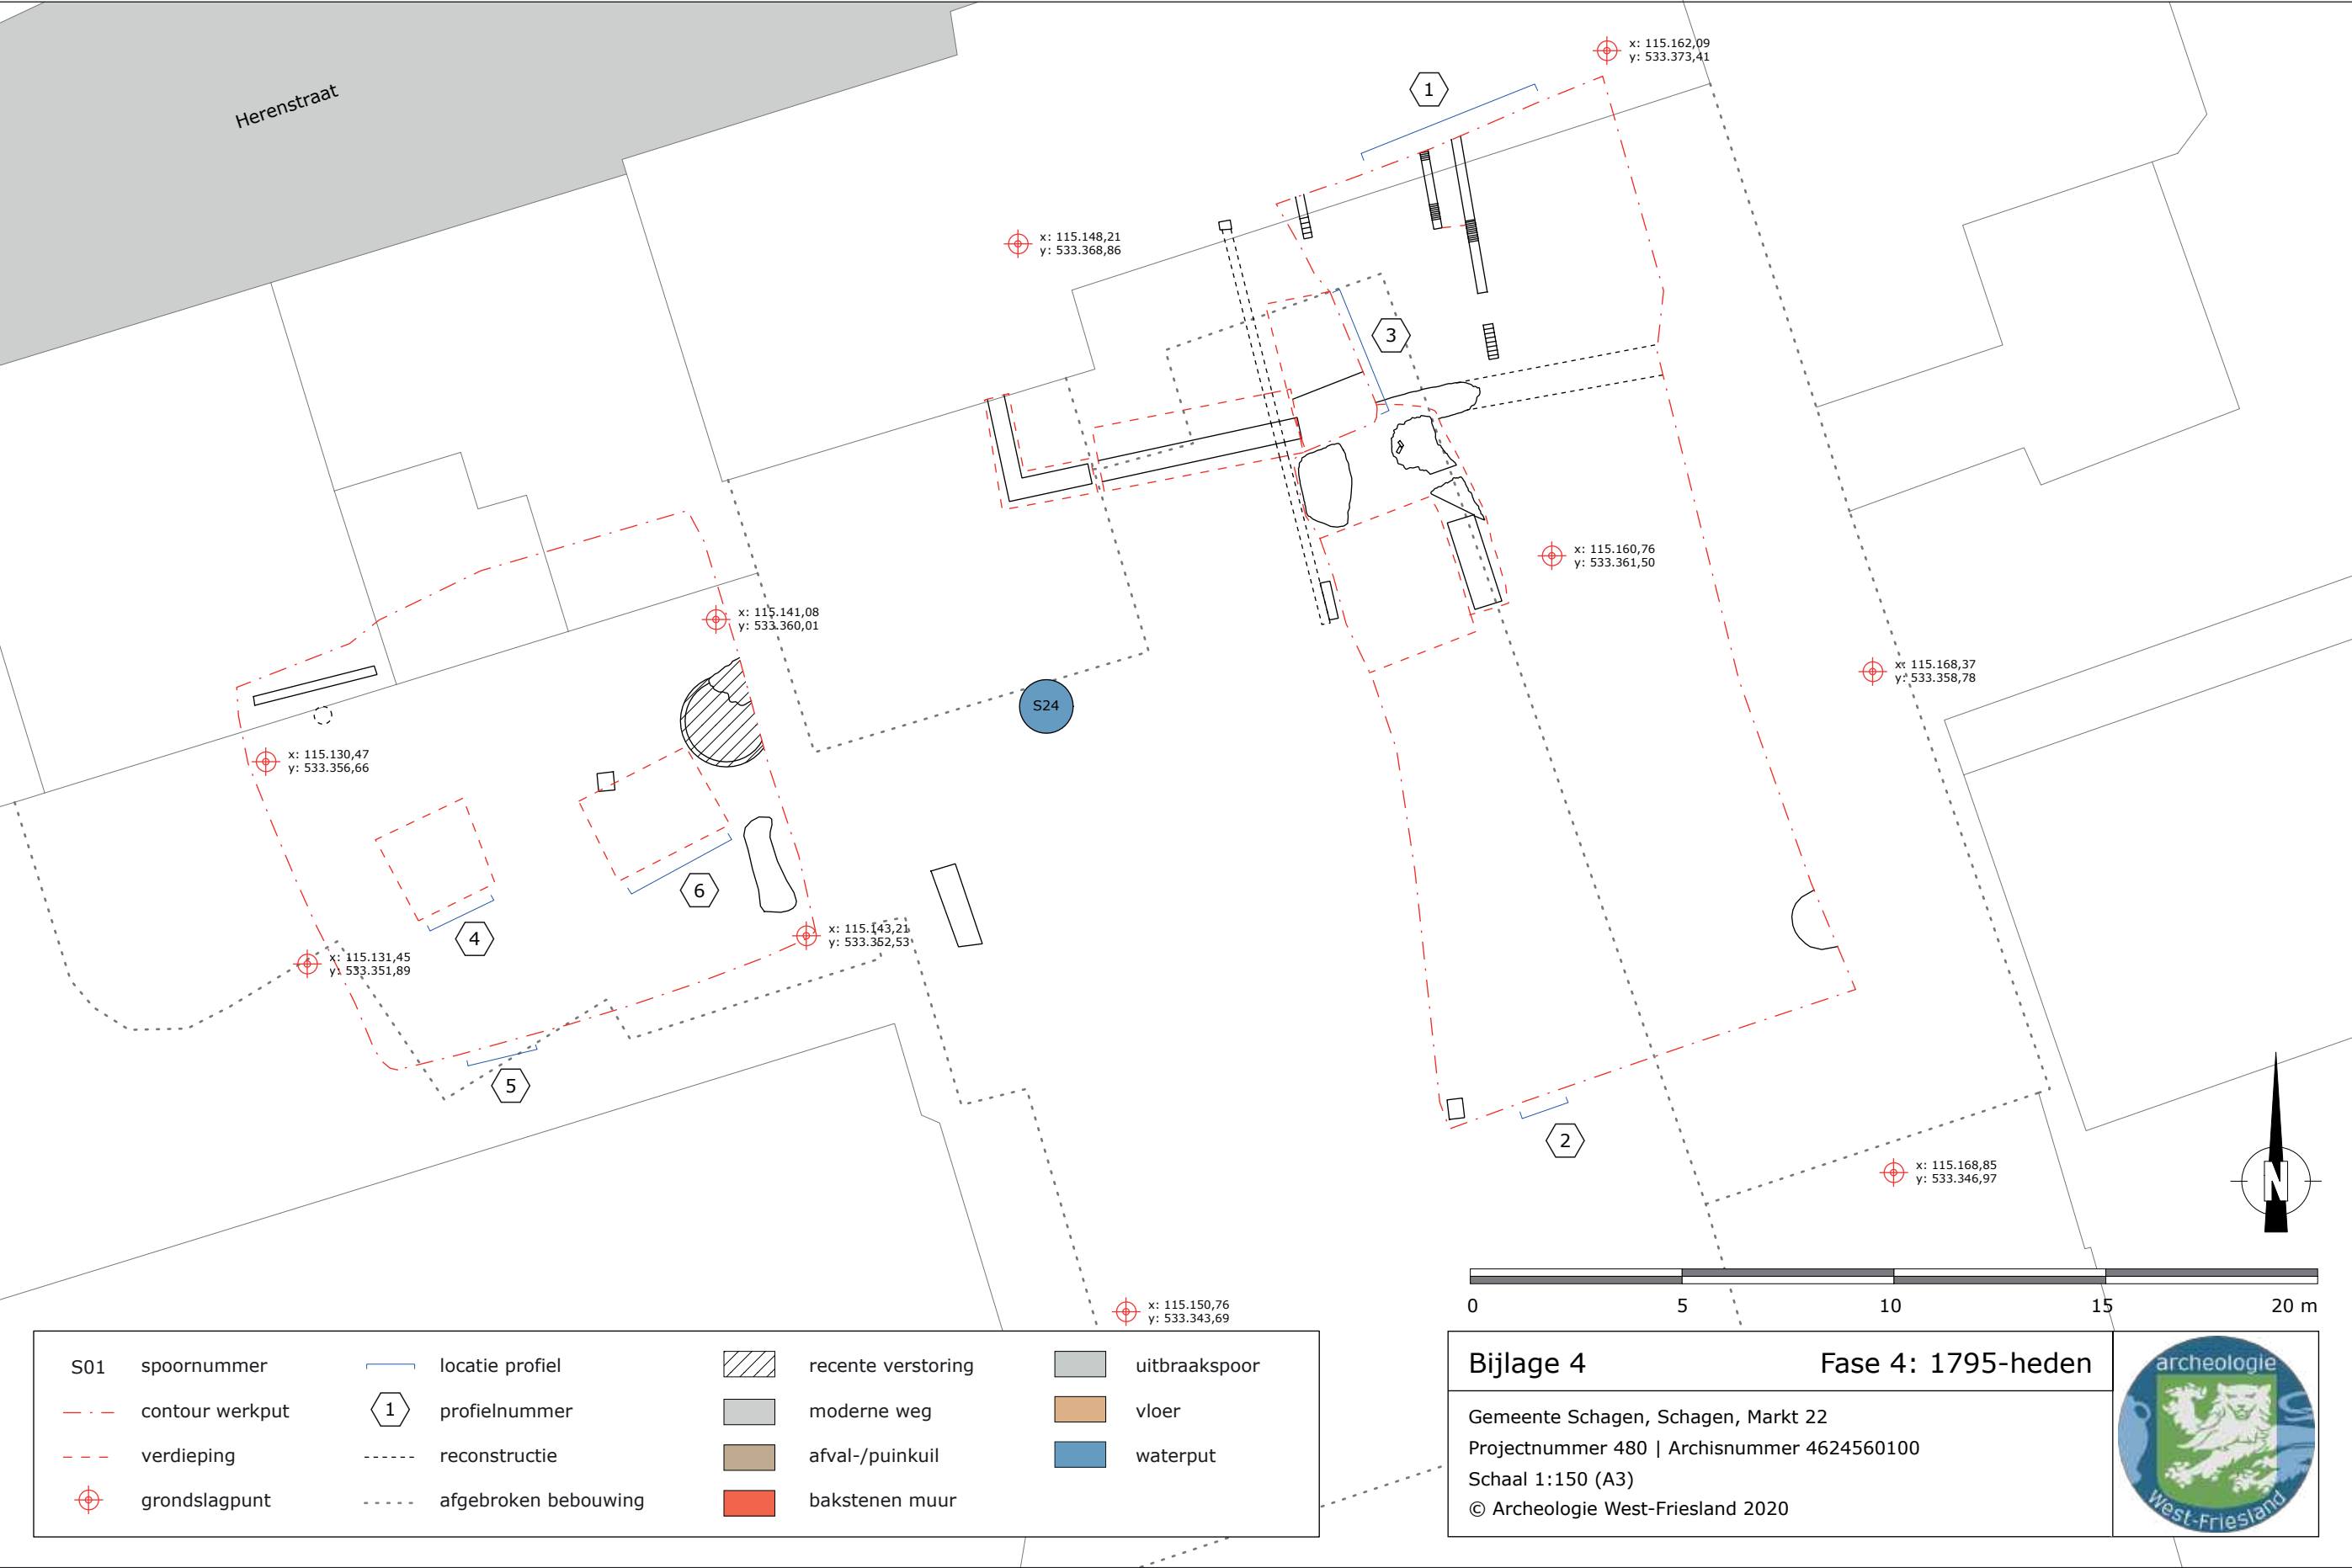 Herenstraat
x: 115.162,09
y: 533.373,41
1
x: 115.148,21
y: 533.368,86
3
x: 115.160,76
y: 533.361,50
x: 115.141,08
y: 533.360,01
x: 115.168,37
y: 533.358,78
S24
x: 115.130,47
y: 533.356,66
6
4
x: 115.143,21
y: 533.352,53
x: 115.131,45
y: 533.351,89
5
2
x: 115.168,85
y: 533.346,97
N
x: 115.150,76
y: 533.343,69
0 5 10 15 20 m
S01 spoornummer
contour werkput
verdieping
grondslagpunt
locatie profiel
1 profielnummer
reconstructie
afgebroken bebouwing
recente verstoring
moderne weg
afval-/puinkuil
bakstenen muur
uitbraakspoor
vloer
waterput
Bijlage 4 Fase 4: 1795-heden
Gemeente Schagen, Schagen, Markt 22
Projectnummer 480 | Archisnummer 4624560100
Schaal 1:150 (A3)
© Archeologie West-Friesland 2020
archeologie
West-Friesland